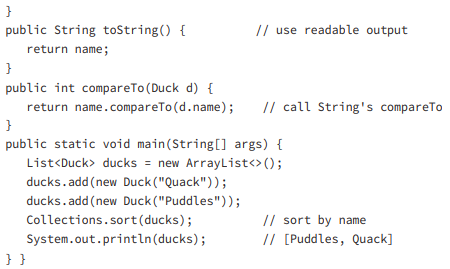 }
public String toString() {          // use readable output
   return name;
}
public int compareTo(Duck d) {
   return name.compareTo(d.name);    // call String's compareTo
}
public static void main(String[] args) {
   List<Duck> ducks = new ArrayList<>();
   ducks.add(new Duck("Quack"));
   ducks.add(new Duck("Puddles"));
   Collections.sort(ducks);          // sort by name
   System.out.println(ducks);        // [Puddles, Quack]
} }